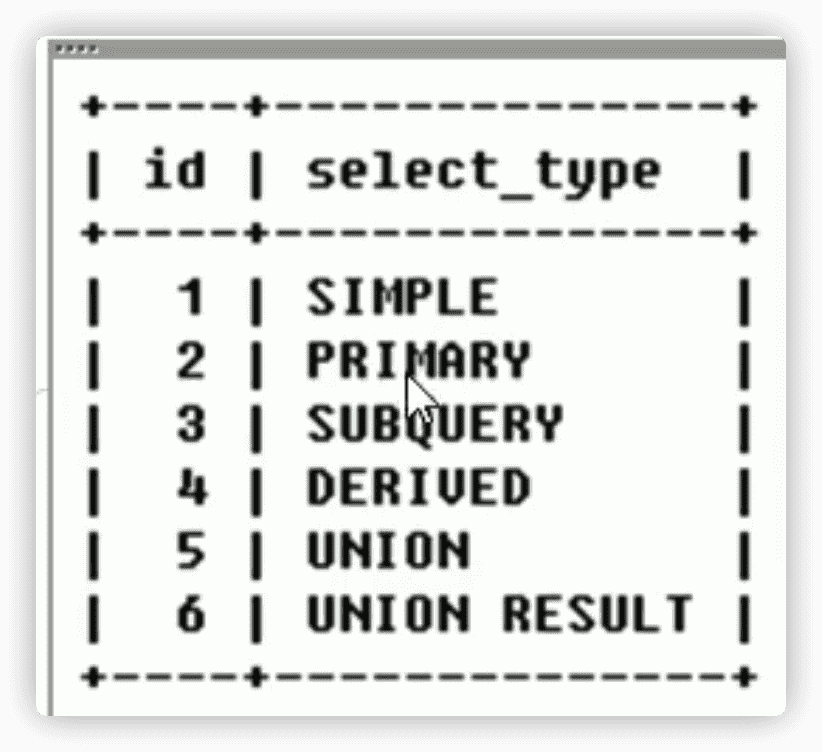 +-----+---------------+
| id | select_type |
+-----+---------------+
| 1 | SIMPLE |
| 2 | PRIMARY |
| 3 | SUBQUERY |
| 4 | DERIVED |
| 5 | UNION |
| 6 | UNION RESULT |
+-----+---------------+